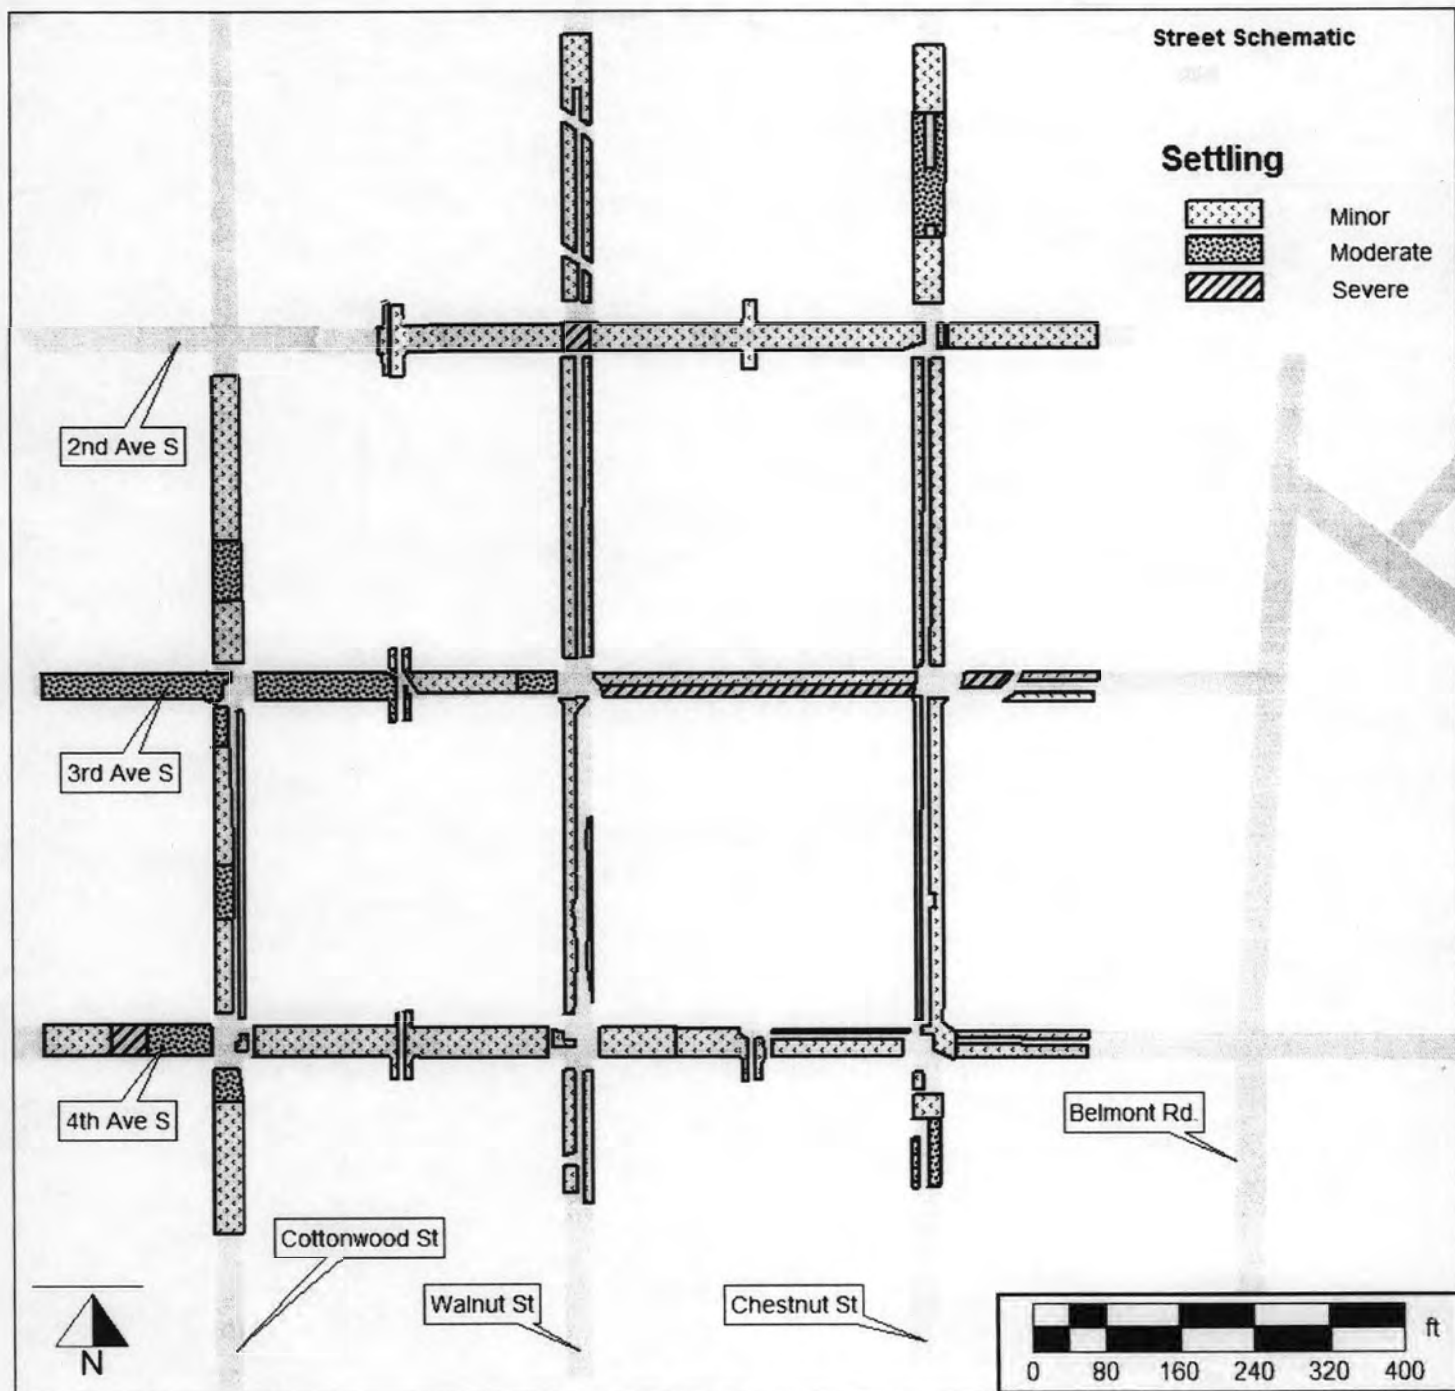 Street Schematic
Settling
Minor
Moderate
Severe
2nd Ave S
3rd Ave S
4th Ave S
Belmont Rd.
Cottonwood St
Walnut St
Chestnut St
N
ft
0 80 160 240 320 400